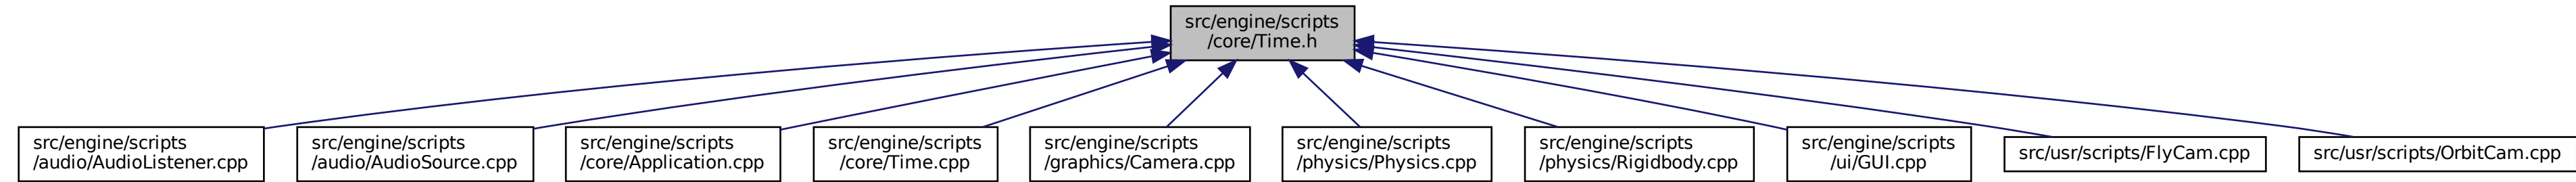 src/engine/scripts
/core/Time.h
src/engine/scripts
/audio/AudioListener.cpp
src/engine/scripts
/audio/AudioSource.cpp
src/engine/scripts
/core/Application.cpp
src/engine/scripts
/core/Time.cpp
src/engine/scripts
/graphics/Camera.cpp
src/engine/scripts
/physics/Physics.cpp
src/engine/scripts
/physics/Rigidbody.cpp
src/engine/scripts
/ui/GUI.cpp
src/usr/scripts/FlyCam.cpp
src/usr/scripts/OrbitCam.cpp